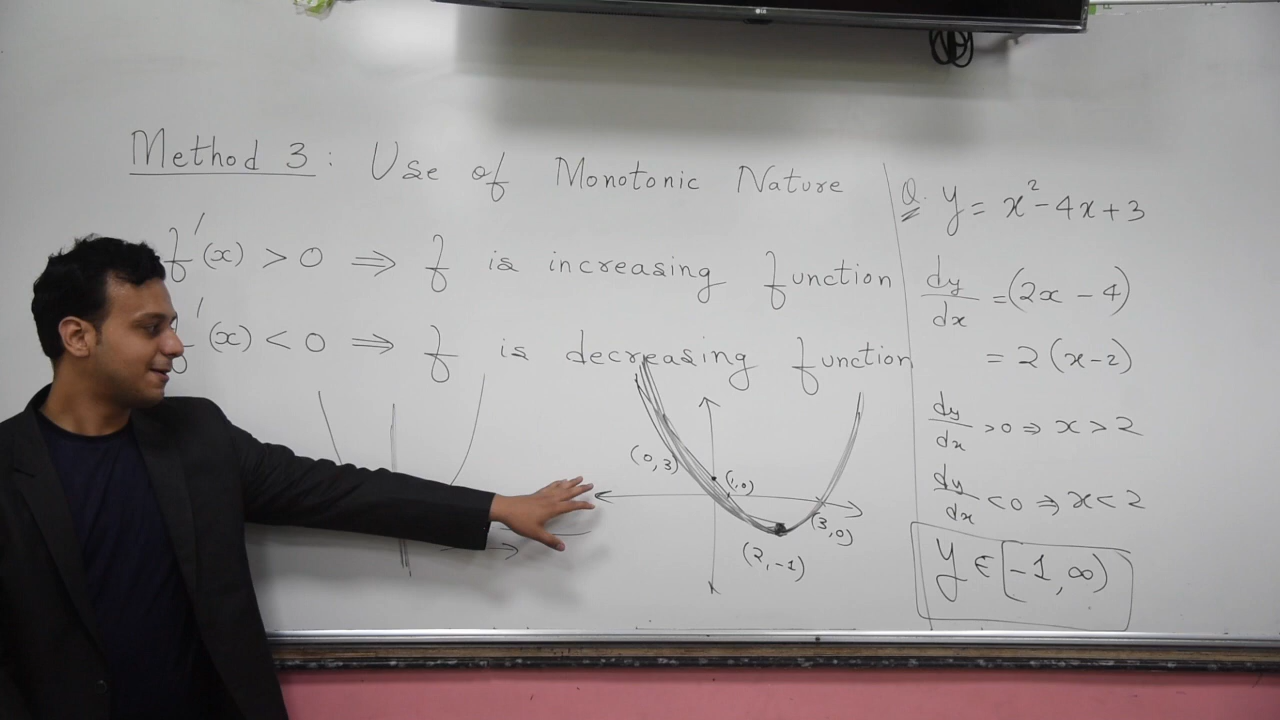 LG
Method 3: Use of Monotonic Nature
f'(x) > 0 ⇒ f is increasing function
f'(x) < 0 ⇒ f is decreasing function
(0,3)
(1,0)
(3,0)
(2,-1)
Q. y = x² - 4x + 3
dy/dx = (2x - 4)
= 2(x-2)
dy/dx > 0 ⇒ x > 2
dy/dx < 0 ⇒ x < 2
y ∈ [-1, ∞)